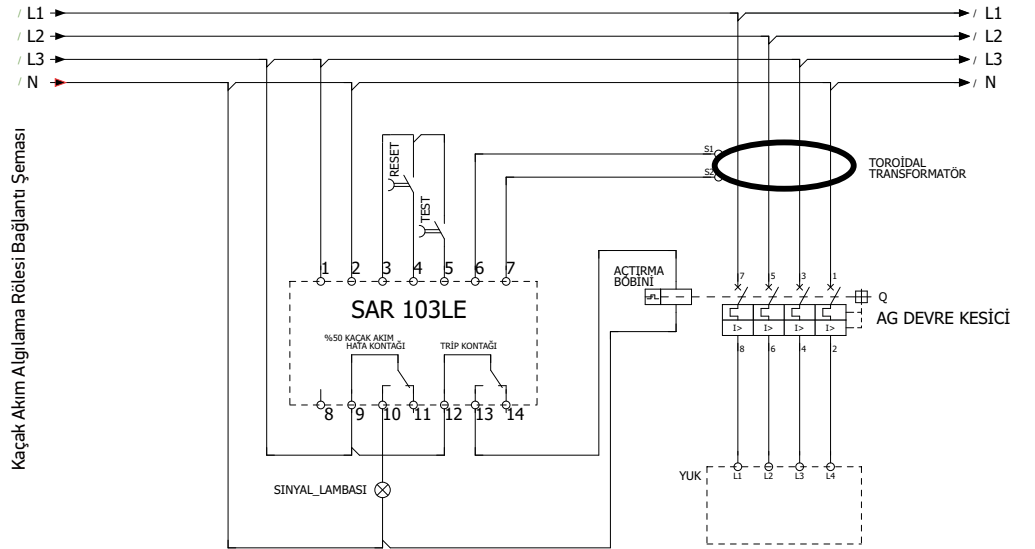 / L1
/ L2
/ L3
/ N
/ L1
/ L2
/ L3
/ N
Kaçak Akım Algılama Rölesi Bağlantı Şeması
RESET
TEST
S1
S2
TOROİDAL
TRANSFORMATÖR
1 2 3 4 5 6 7
SAR 103LE
%50 KAÇAK AKIM
HATA KONTAĞI
TRİP KONTAĞI
8 9 10 11 12 13 14
AÇTIRMA
BOBİNİ
7 5 3 1
Q
AG DEVRE KESİCİ
I> I> I> I>
8 6 4 2
SINYAL_LAMBASI
YUK
L1 L2 L3 L4